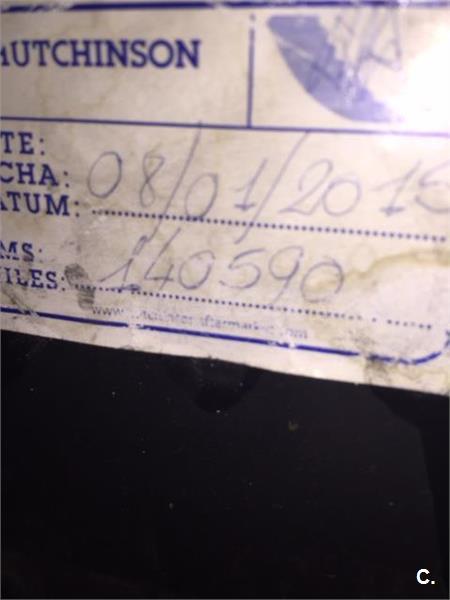 HUTCHINSON
TE:
CHA: 08/01/2015
ATUM:
MS:
ILES: 140590
C.